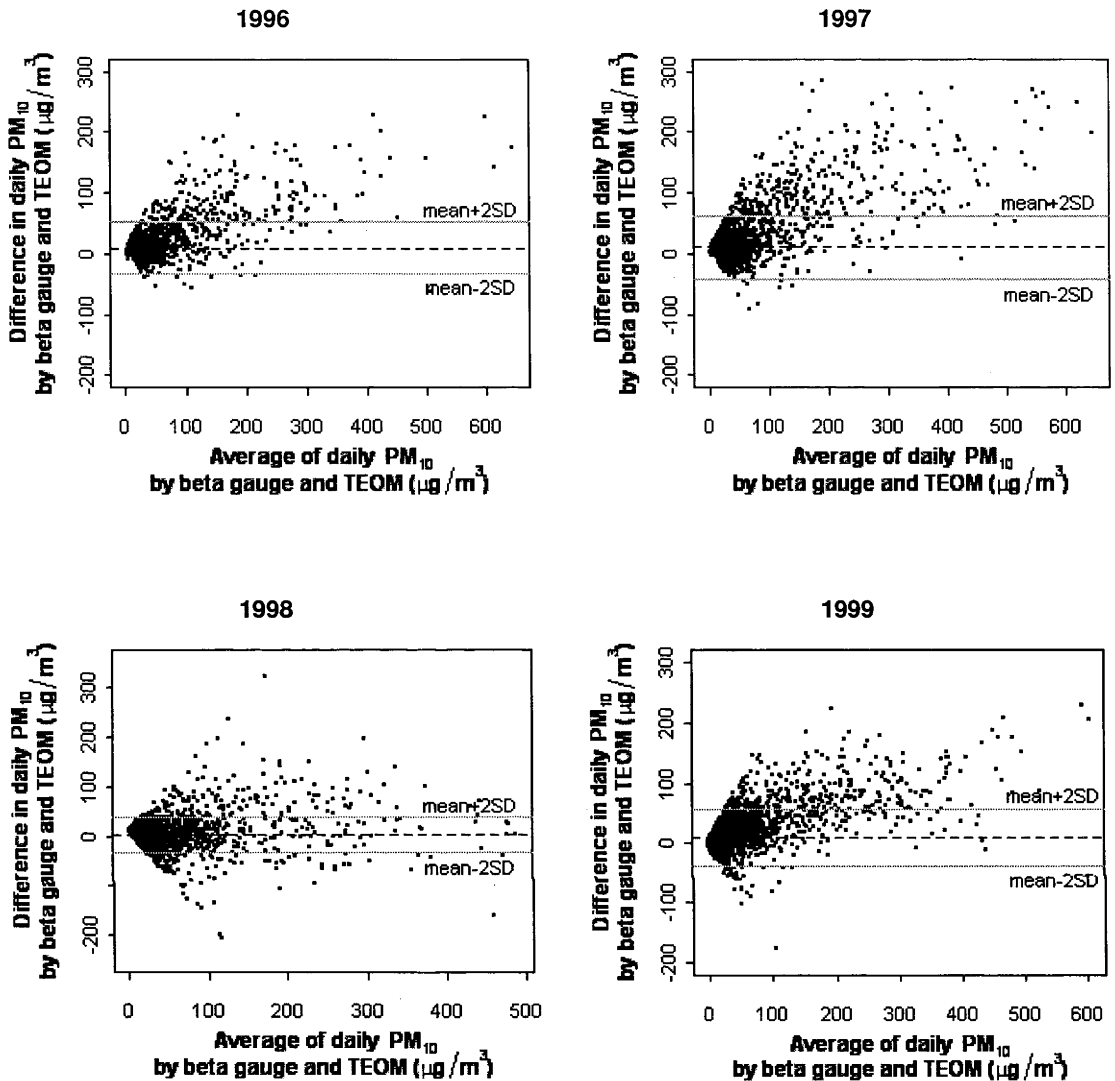 1996
Difference in daily PM₁₀
by beta gauge and TEOM (μg/m³)
300
200
100
0
-100
-200
mean+2SD
mean-2SD
0 100 200 300 400 500 600
Average of daily PM₁₀
by beta gauge and TEOM (μg/m³)
1997
Difference in daily PM₁₀
by beta gauge and TEOM (μg/m³)
300
200
100
0
-100
-200
mean+2SD
mean-2SD
0 100 200 300 400 500 600
Average of daily PM₁₀
by beta gauge and TEOM (μg/m³)
1998
Difference in daily PM₁₀
by beta gauge and TEOM (μg/m³)
300
200
100
0
-200
mean+2SD
mean-2SD
0 100 200 300 400 500
Average of daily PM₁₀
by beta gauge and TEOM (μg/m³)
1999
Difference in daily PM₁₀
by beta gauge and TEOM (μg/m³)
300
200
100
0
-100
-200
mean+2SD
mean-2SD
0 100 200 300 400 500 600
Average of daily PM₁₀
by beta gauge and TEOM (μg/m³)